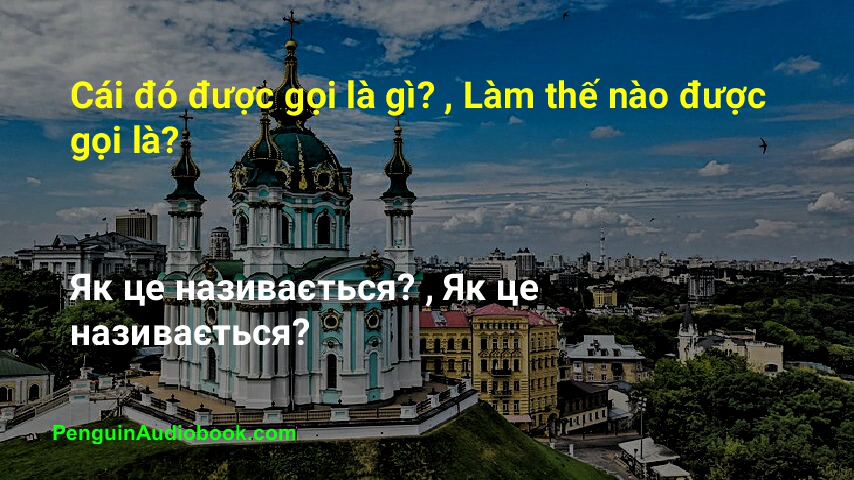 Cái đó được gọi là gì? , Làm thế nào được
gọi là?
Як це називається? , Як це
називається?
PenguinAudiobook.com